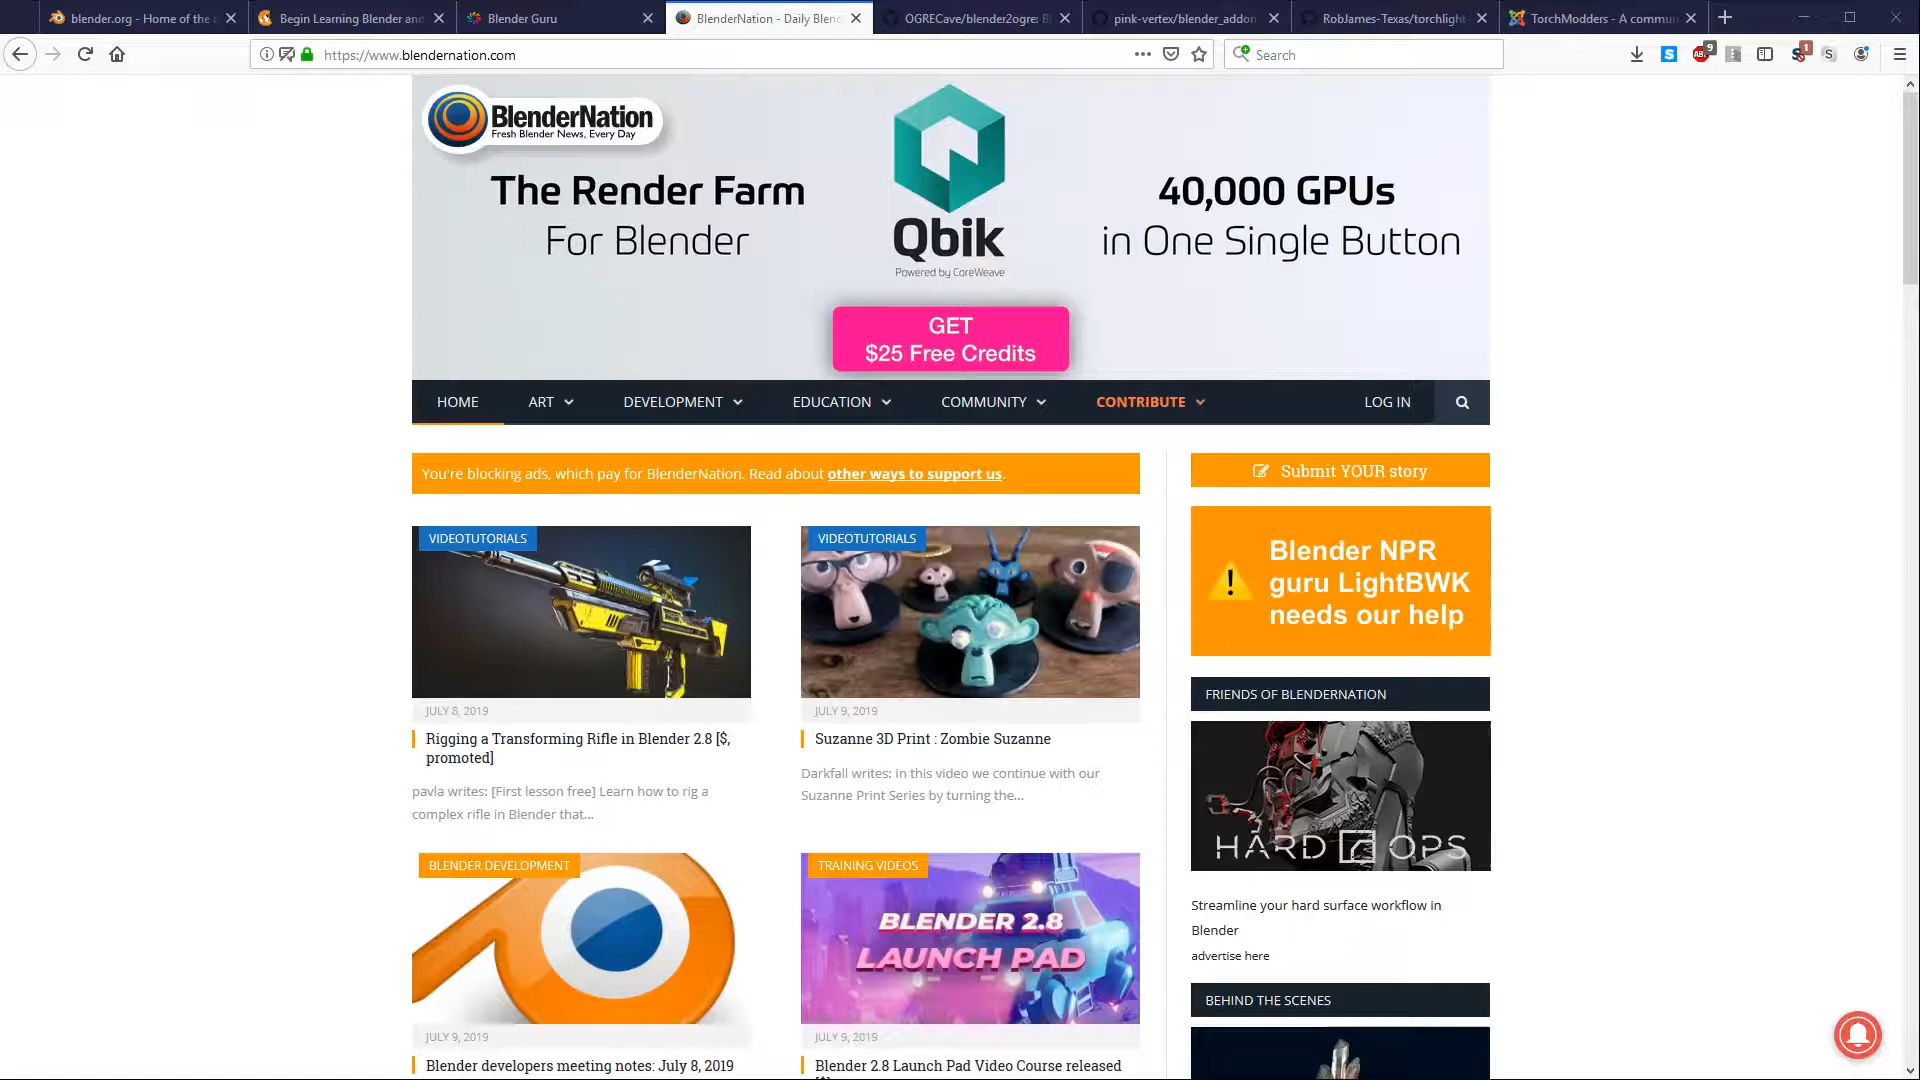 blender.org - Home of the
Begin Learning Blender and
Blender Guru
BlenderNation - Daily Blen
OGRECave/blender2ogre: B
pink-vertex/blender_addon
RobJames-Texas/torchlight
TorchModders - A commun
https://www.blendernation.com
Search
9
1
BlenderNation
Fresh Blender News, Every Day
The Render Farm
For Blender
Qbik
Powered by CoreWeave
40,000 GPUs
in One Single Button
GET
$25 Free Credits
HOME
ART
DEVELOPMENT
EDUCATION
COMMUNITY
CONTRIBUTE
LOG IN
You're blocking ads, which pay for BlenderNation. Read about other ways to support us.
Submit YOUR story
Blender NPR
guru LightBWK
needs our help
VIDEOTUTORIALS
JULY 8, 2019
Rigging a Transforming Rifle in Blender 2.8 [$,
promoted]
pavla writes: [First lesson free] Learn how to rig a
complex rifle in Blender that...
VIDEOTUTORIALS
JULY 9, 2019
Suzanne 3D Print : Zombie Suzanne
Darkfall writes: in this video we continue with our
Suzanne Print Series by turning the...
FRIENDS OF BLENDERNATION
HARD OPS
Streamline your hard surface workflow in
Blender
advertise here
BLENDER DEVELOPMENT
JULY 9, 2019
Blender developers meeting notes: July 8, 2019
TRAINING VIDEOS
BLENDER 2.8
LAUNCH PAD
JULY 9, 2019
Blender 2.8 Launch Pad Video Course released
BEHIND THE SCENES